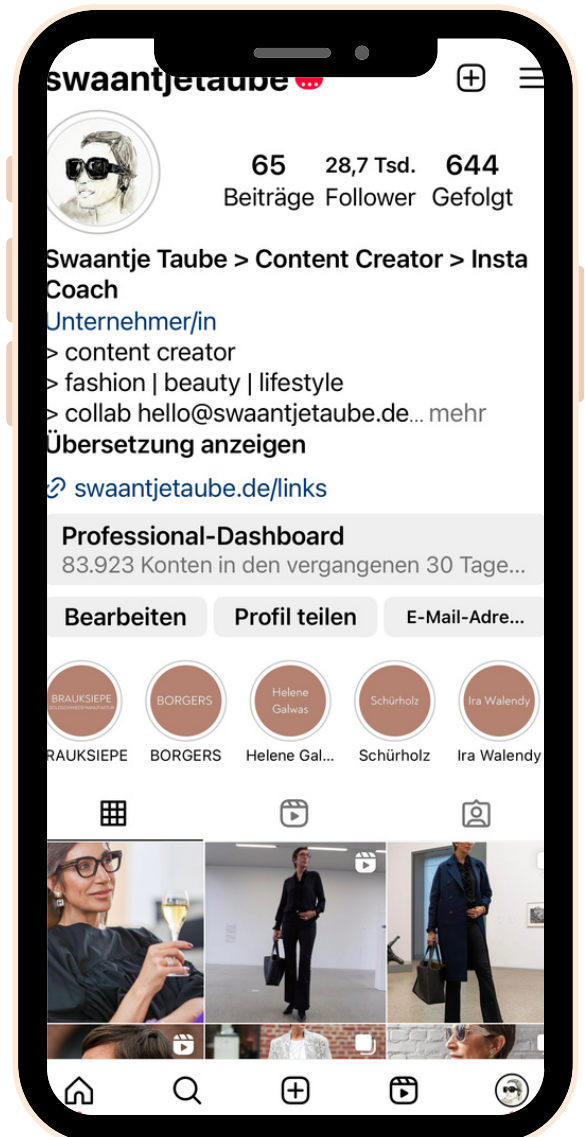 swaantjetaube
65 28,7 Tsd. 644
Beiträge Follower Gefolgt
Swaantje Taube > Content Creator > Insta
Coach
Unternehmer/in
> content creator
> fashion | beauty | lifestyle
> collab hello@swaantjetaube.de... mehr
Übersetzung anzeigen
swaantjetaube.de/links
Professional-Dashboard
83.923 Konten in den vergangenen 30 Tage...
Bearbeiten Profil teilen E-Mail-Adre...
BRAUKSIEPE
GOLDSCHMIEDEMANUFAKTUR
BORGERS
Helene
Galwas
Schürholz
Ira Walendy
RAUKSIEPE BORGERS Helene Gal... Schürholz Ira Walendy